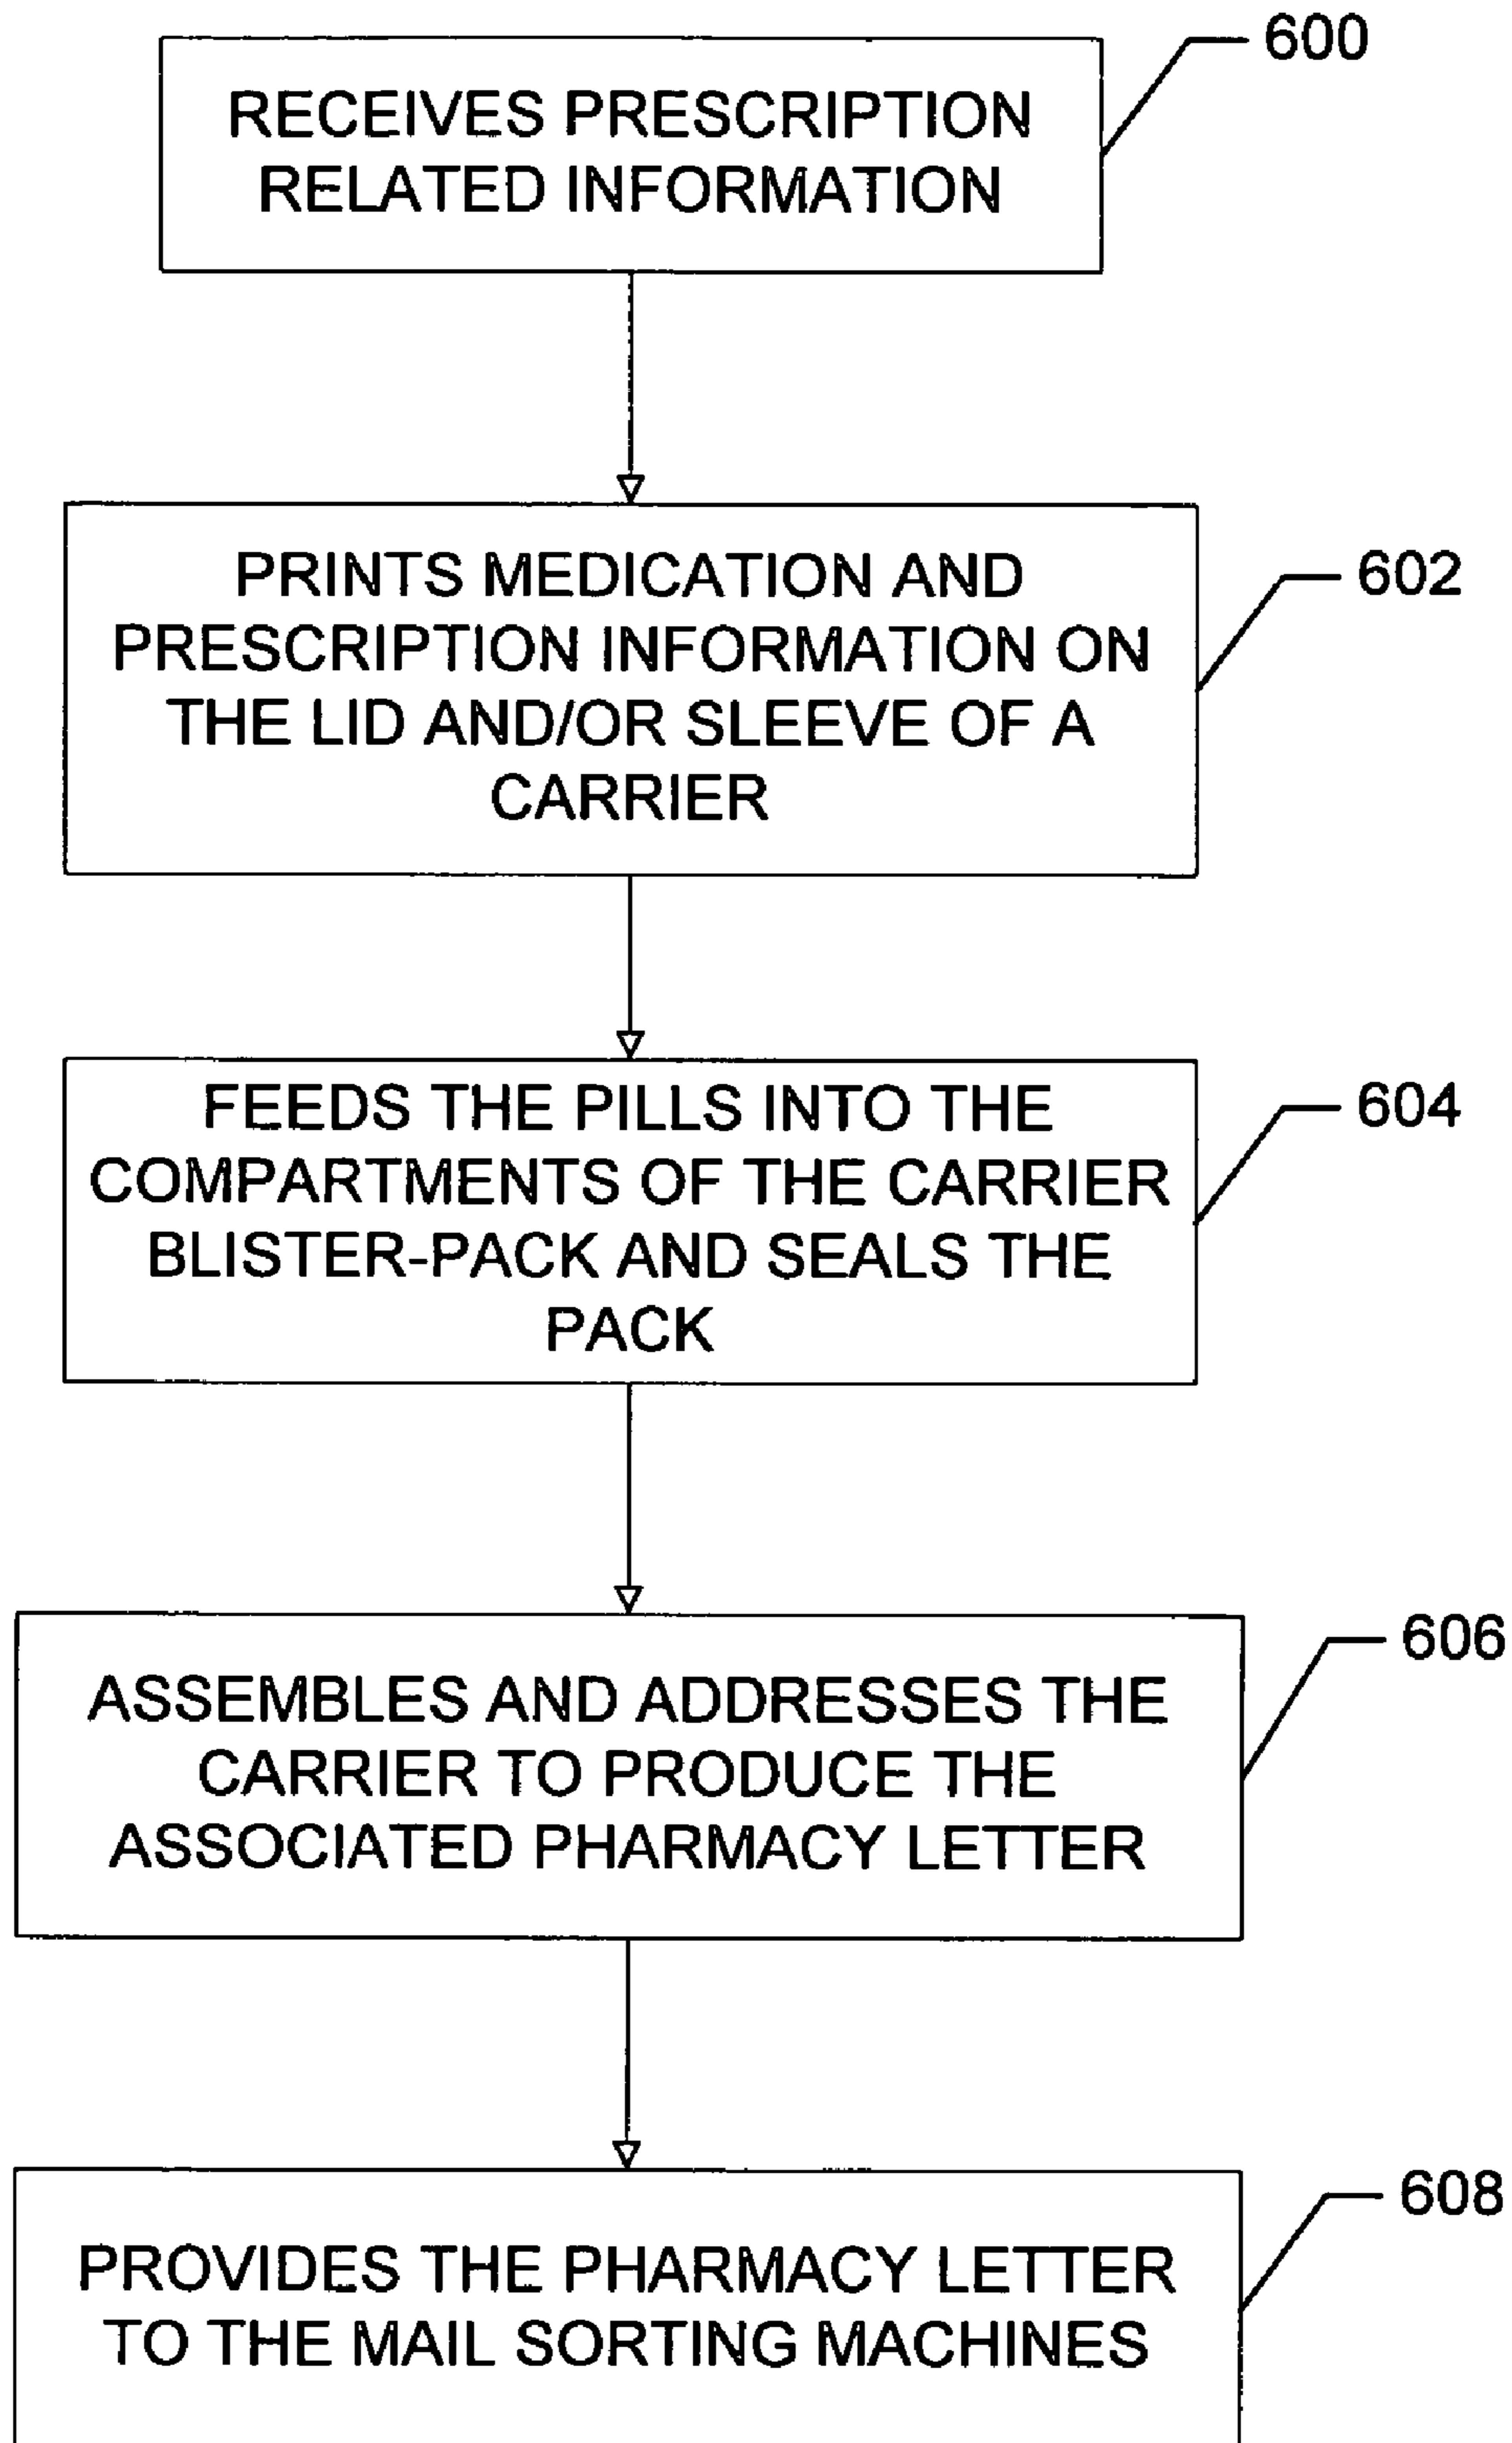 600
RECEIVES PRESCRIPTION
RELATED INFORMATION
602
PRINTS MEDICATION AND
PRESCRIPTION INFORMATION ON
THE LID AND/OR SLEEVE OF A
CARRIER
604
FEEDS THE PILLS INTO THE
COMPARTMENTS OF THE CARRIER
BLISTER-PACK AND SEALS THE
PACK
606
ASSEMBLES AND ADDRESSES THE
CARRIER TO PRODUCE THE
ASSOCIATED PHARMACY LETTER
608
PROVIDES THE PHARMACY LETTER
TO THE MAIL SORTING MACHINES